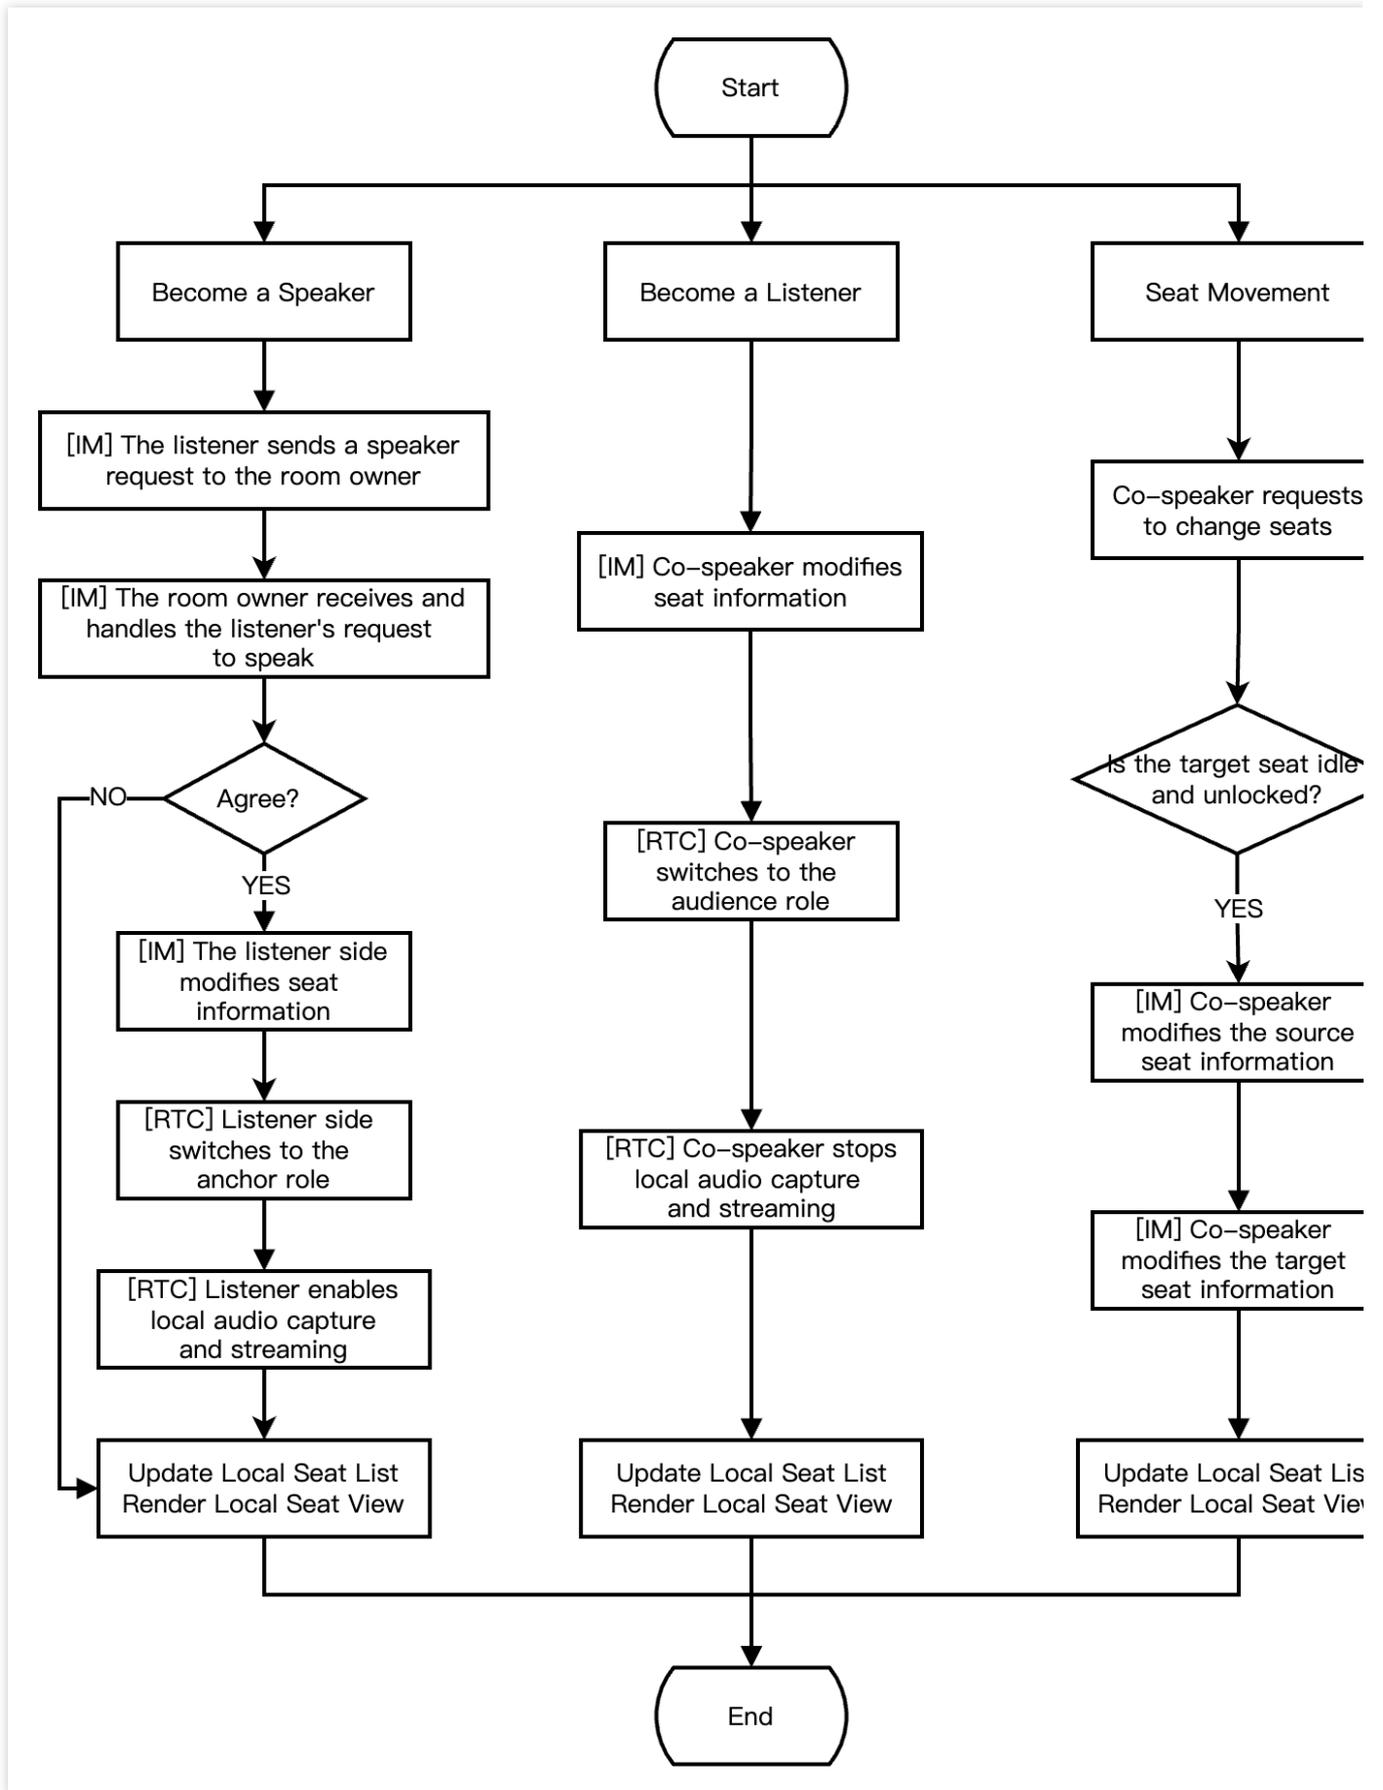 Start
Become a Speaker
Become a Listener
Seat Movement
[IM] The listener sends a speaker
request to the room owner
Co–speaker requests
to change seats
[IM] Co–speaker modifies
seat information
[IM] The room owner receives and
handles the listener's request
to speak
Agree?
NO
YES
Is the target seat idle
and unlocked?
YES
[RTC] Co–speaker
switches to the
audience role
[IM] The listener side
modifies seat
information
[IM] Co–speaker
modifies the source
seat information
[RTC] Listener side
switches to the
anchor role
[RTC] Co–speaker stops
local audio capture
and streaming
[IM] Co–speaker
modifies the target
seat information
[RTC] Listener enables
local audio capture
and streaming
Update Local Seat List
Render Local Seat View
Update Local Seat List
Render Local Seat View
Update Local Seat Lis
Render Local Seat Vie
End